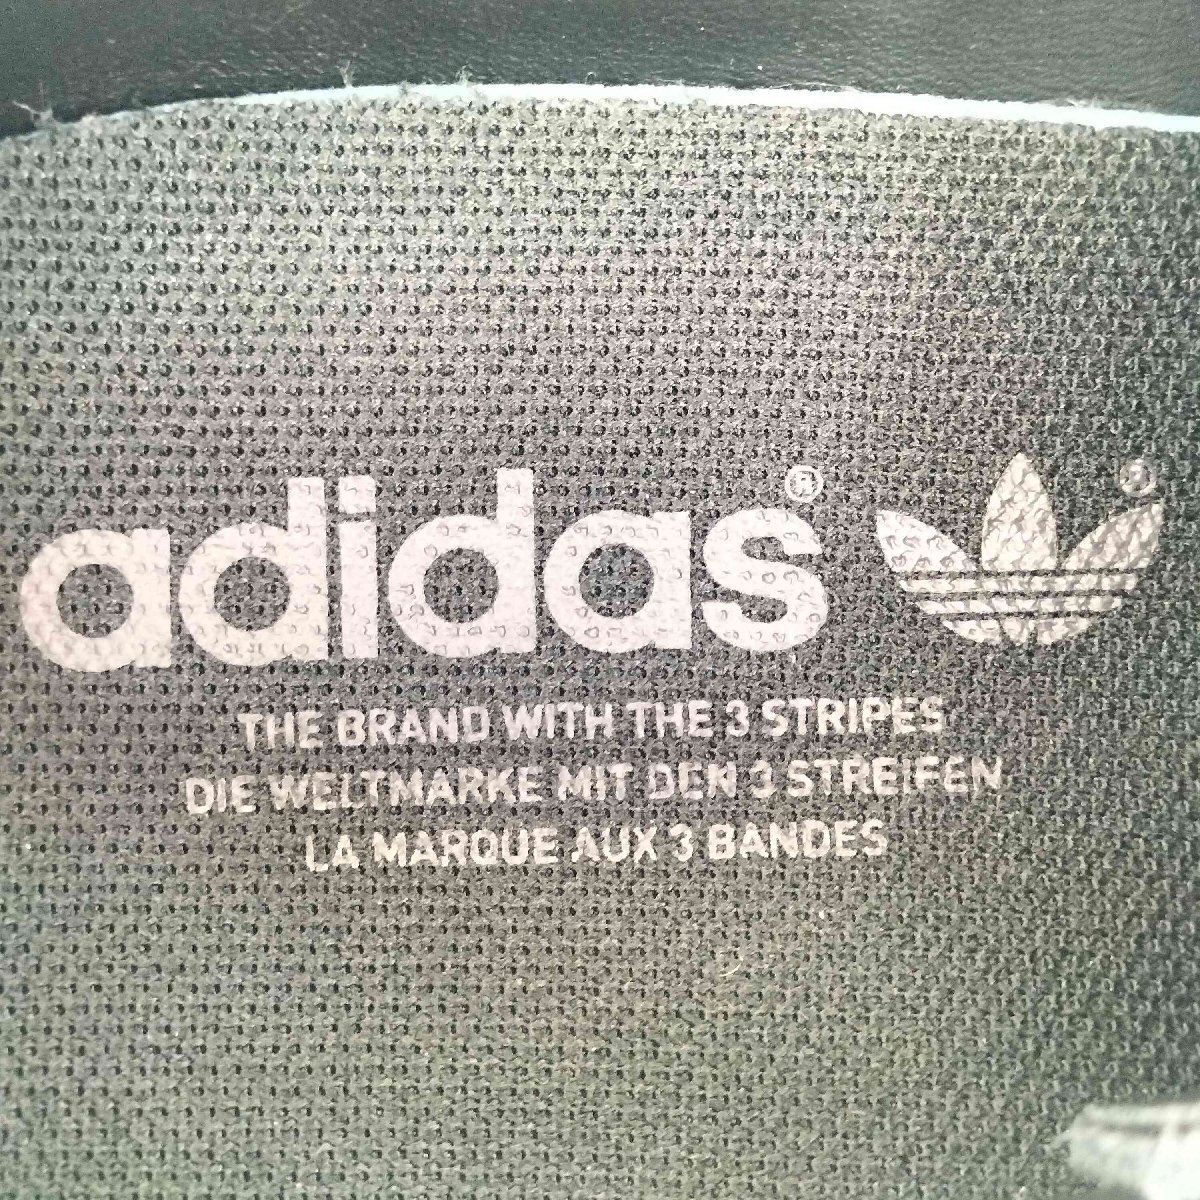 adidas® ®
THE BRAND WITH THE 3 STRIPES
DIE WELTMARKE MIT DEN 3 STREIFEN
LA MARQUE AUX 3 BANDES